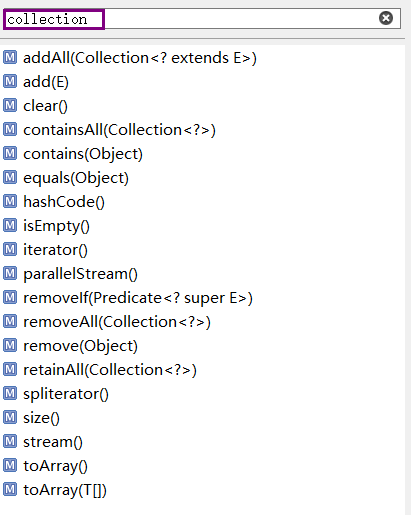 collection
M addAll(Collection<? extends E>)
M add(E)
M clear()
M containsAll(Collection<?>)
M contains(Object)
M equals(Object)
M hashCode()
M isEmpty()
M iterator()
M parallelStream()
M removeIf(Predicate<? super E>)
M removeAll(Collection<?>)
M remove(Object)
M retainAll(Collection<?>)
M spliterator()
M size()
M stream()
M toArray()
M toArray(T[])